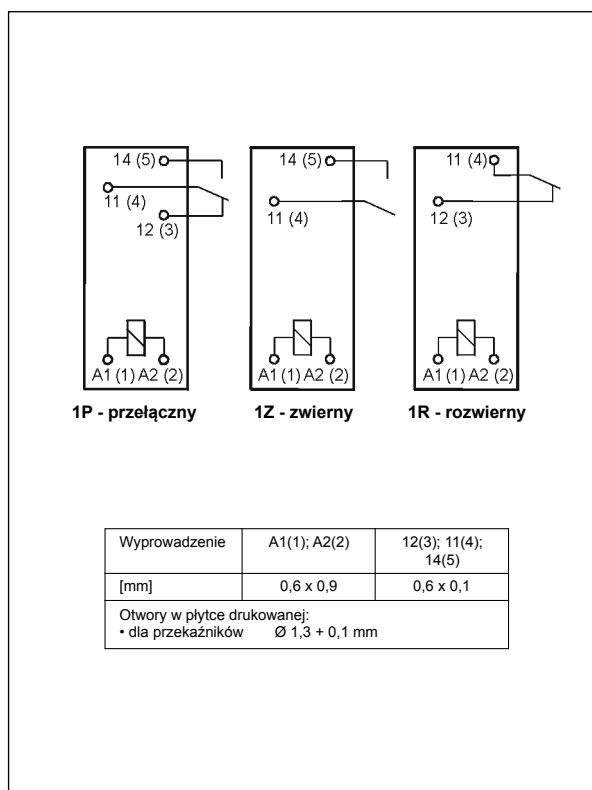 14 (5)
11 (4)
12 (3)
A1 (1) A2 (2)
1P - przełączny
14 (5)
11 (4)
A1 (1) A2 (2)
1Z - zwierny
11 (4)
12 (3)
A1 (1) A2 (2)
1R - rozwierny
Wyprowadzenie A1(1); A2(2) 12(3); 11(4);
14(5)
[mm] 0,6 x 0,9 0,6 x 0,1
Otwory w płytce drukowanej:
• dla przekaźników Ø 1,3 + 0,1 mm